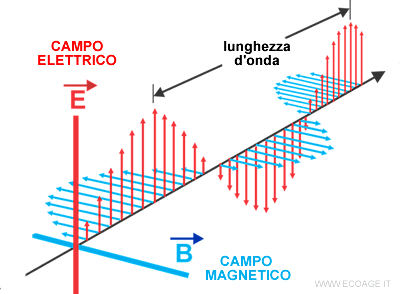 CAMPO
ELETTRICO
lunghezza
d'onda
E
B
CAMPO
MAGNETICO
WWW.ECOAGE.IT